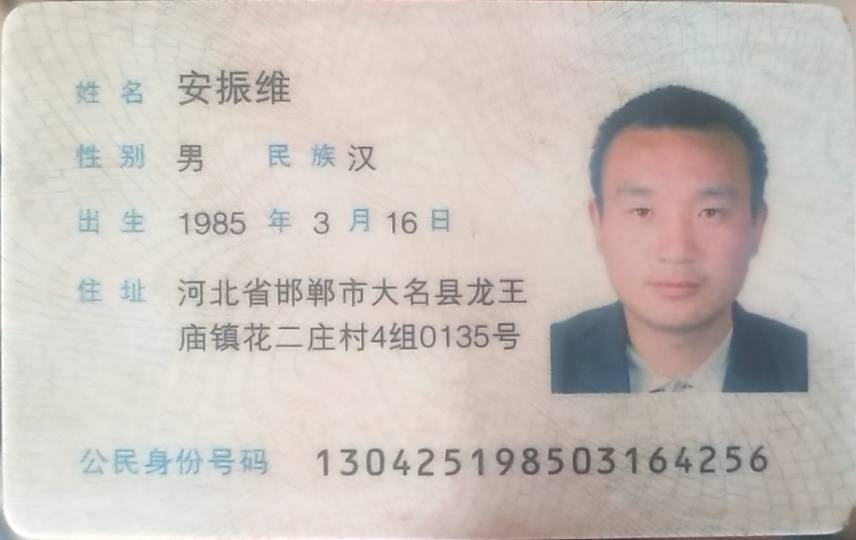 姓名 安振维
性别 男 民族 汉
出生 1985 年 3 月 16 日
住址 河北省邯郸市大名县龙王
庙镇花二庄村4组0135号
公民身份号码 130425198503164256